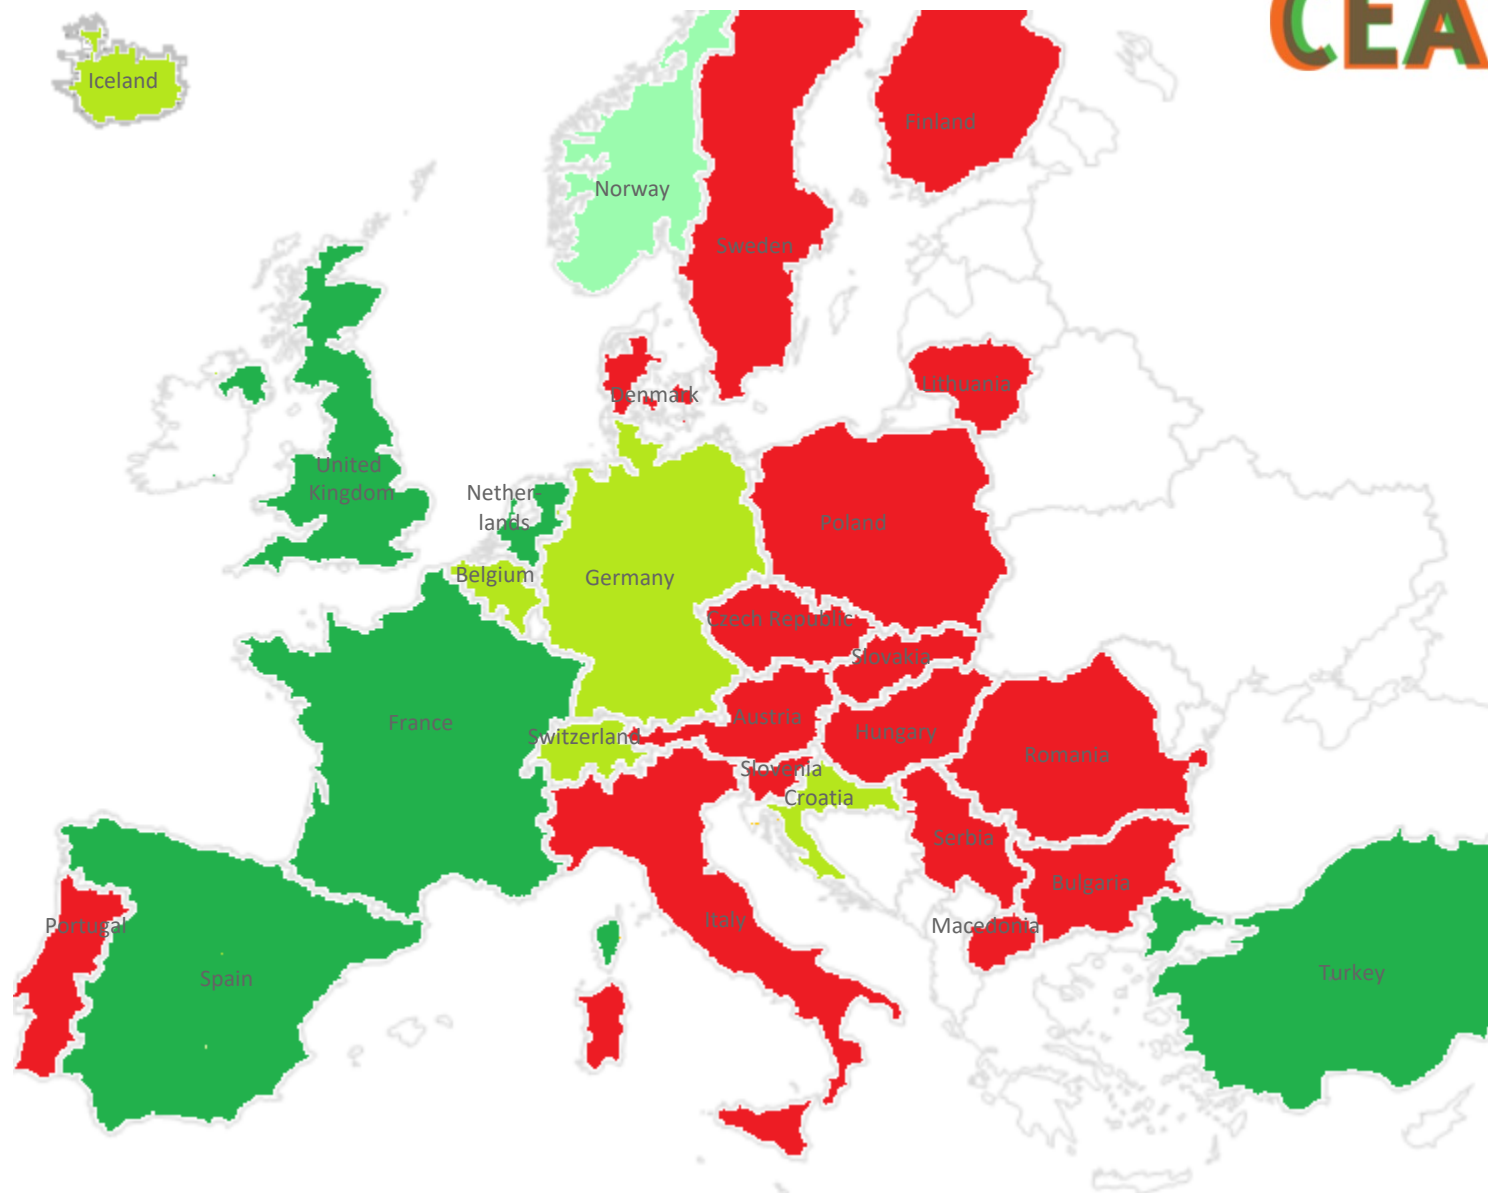 CEA
Iceland
Finland
Norway
Sweden
Denmark
Lithuania
United
Kingdom
Nether-
lands
Poland
Belgium
Germany
Czech Republic
Slovakia
France
Austria
Switzerland
Hungary
Romania
Slovenia
Croatia
Serbia
Bulgaria
Portugal
Italy
Macedonia
Spain
Turkey